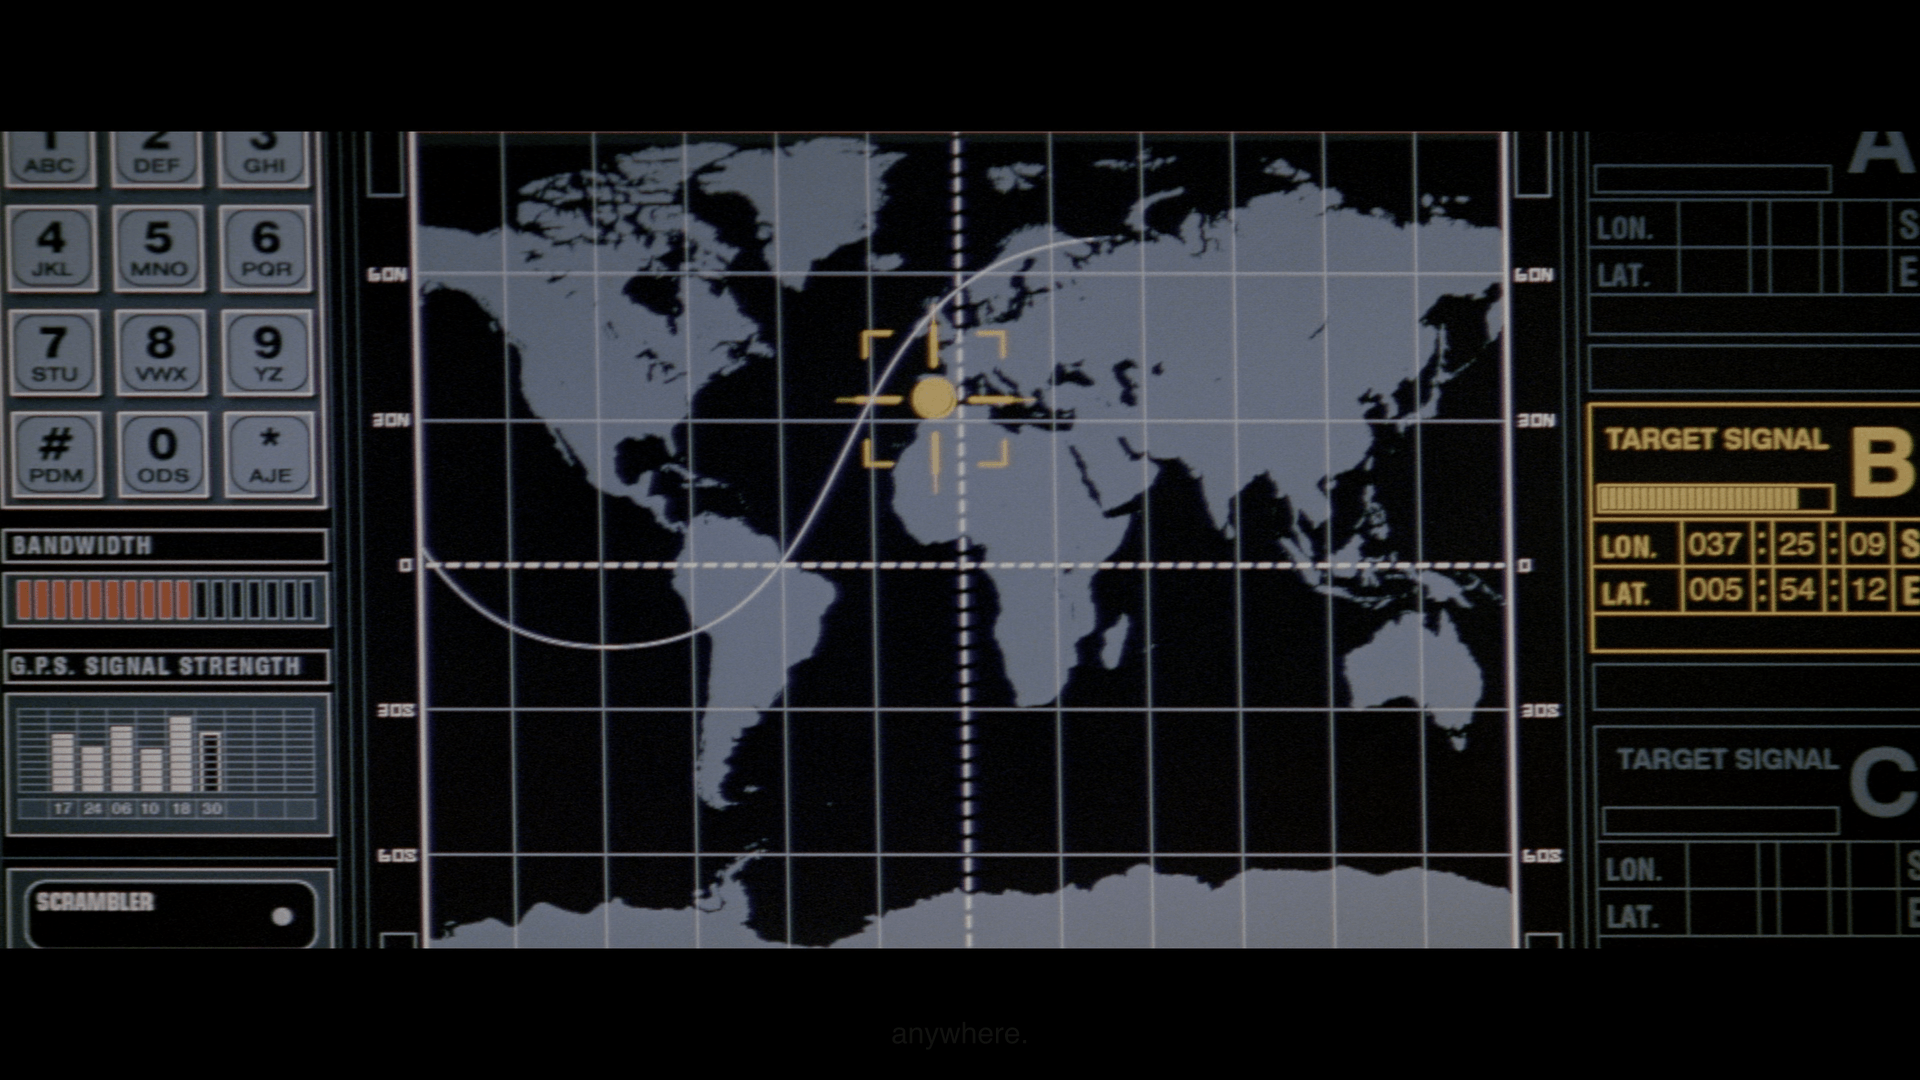 1
ABC
2
DEF
3
GHI
4
JKL
5
MNO
6
PQR
7
STU
8
VWX
9
YZ
#
PDM
0
ODS
*
AJE
BANDWIDTH
G.P.S. SIGNAL STRENGTH
17 24 06 10 18 30
SCRAMBLER
60N
30N
0
30S
60S
60N
30N
0
30S
60S
A
LON. S
LAT. E
TARGET SIGNAL B
LON. 037 : 25 : 09 S
LAT. 005 : 54 : 12 E
TARGET SIGNAL C
LON. S
LAT. E
anywhere.